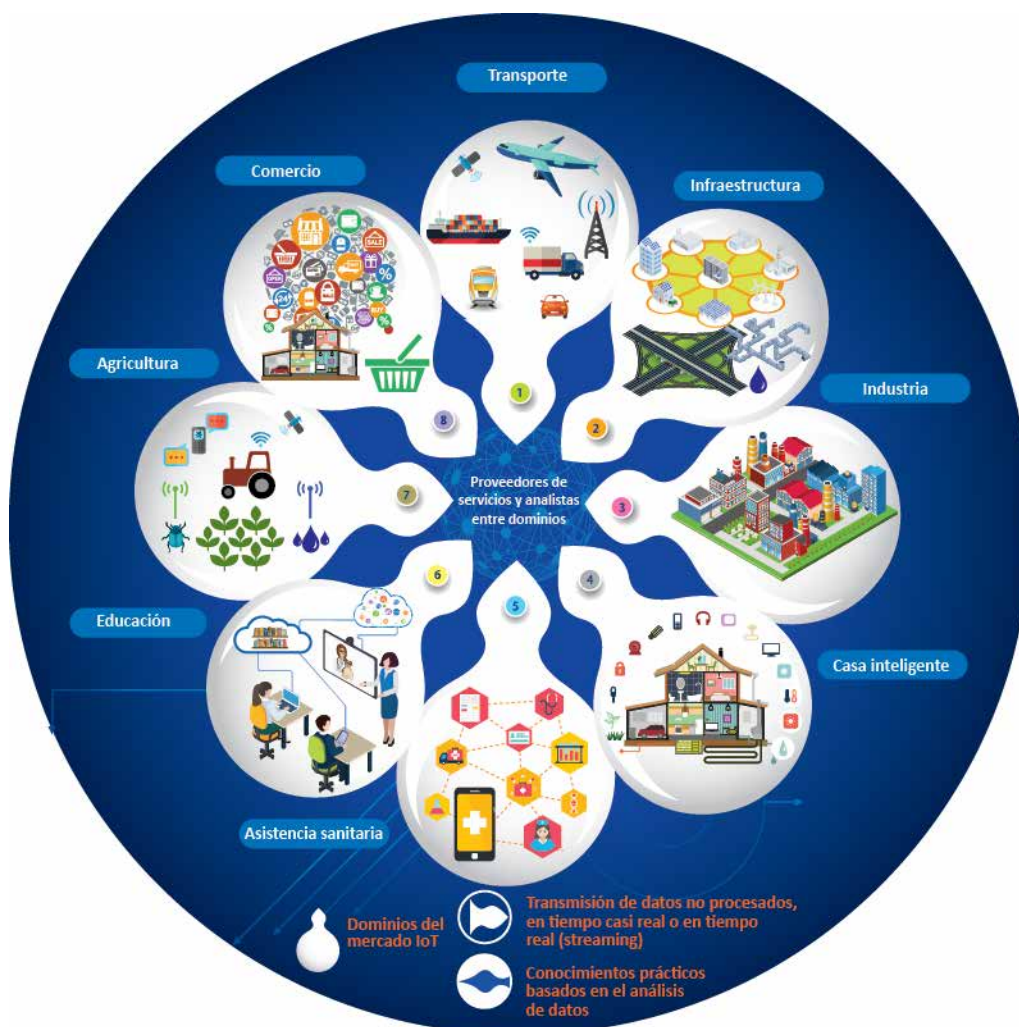 Transporte
Comercio
Infraestructura
Agricultura
Industria
1
8
2
Proveedores de
servicios y analistas
entre dominios
7
3
6
4
5
Educación
Casa inteligente
Asistencia sanitaria
Dominios del
mercado IoT
Transmisión de datos no procesados,
en tiempo casi real o en tiempo
real (streaming)
Conocimientos prácticos
basados en el análisis
de datos